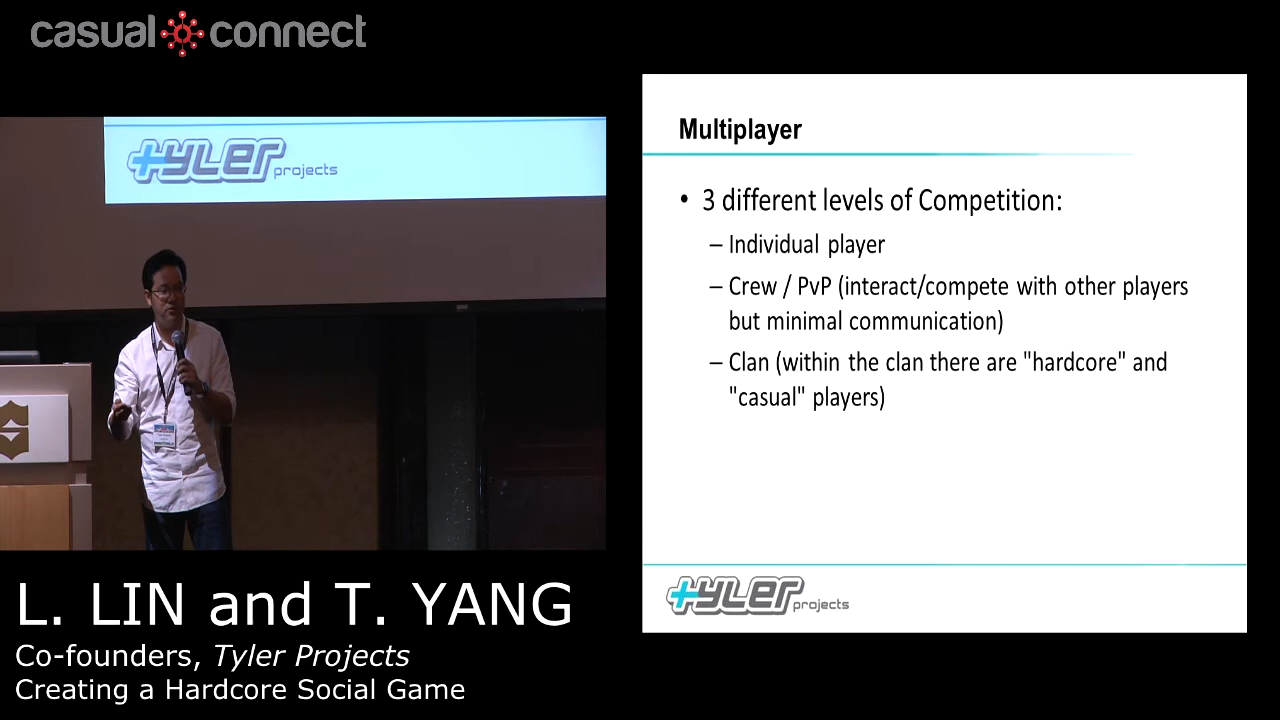 casual connect
tyler projects
Multiplayer
• 3 different levels of Competition:
– Individual player
– Crew / PvP (interact/compete with other players
but minimal communication)
– Clan (within the clan there are "hardcore" and
"casual" players)
tyler projects
L. LIN and T. YANG
Co-founders, Tyler Projects
Creating a Hardcore Social Game